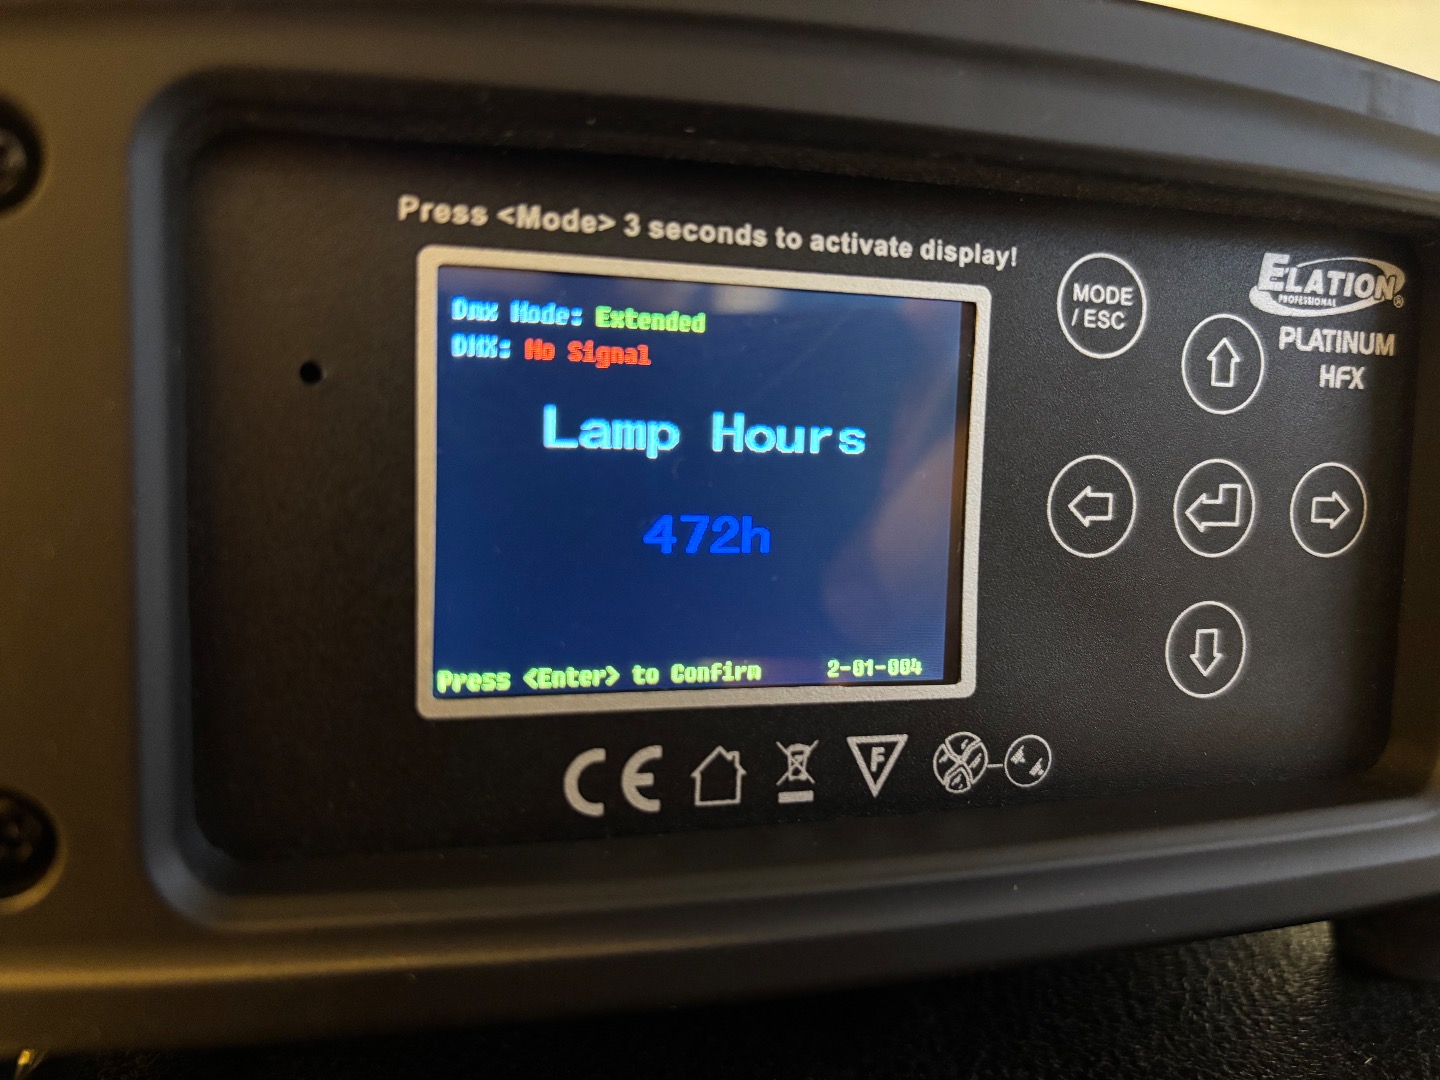 Press <Mode> 3 seconds to activate display!
Dmx Mode: Extended
DMX: No Signal
Lamp Hours
472h
Press <Enter> to Confirm 2-01-004
MODE
/ ESC
ELATION®
PROFESSIONAL
PLATINUM
HFX
CE
F